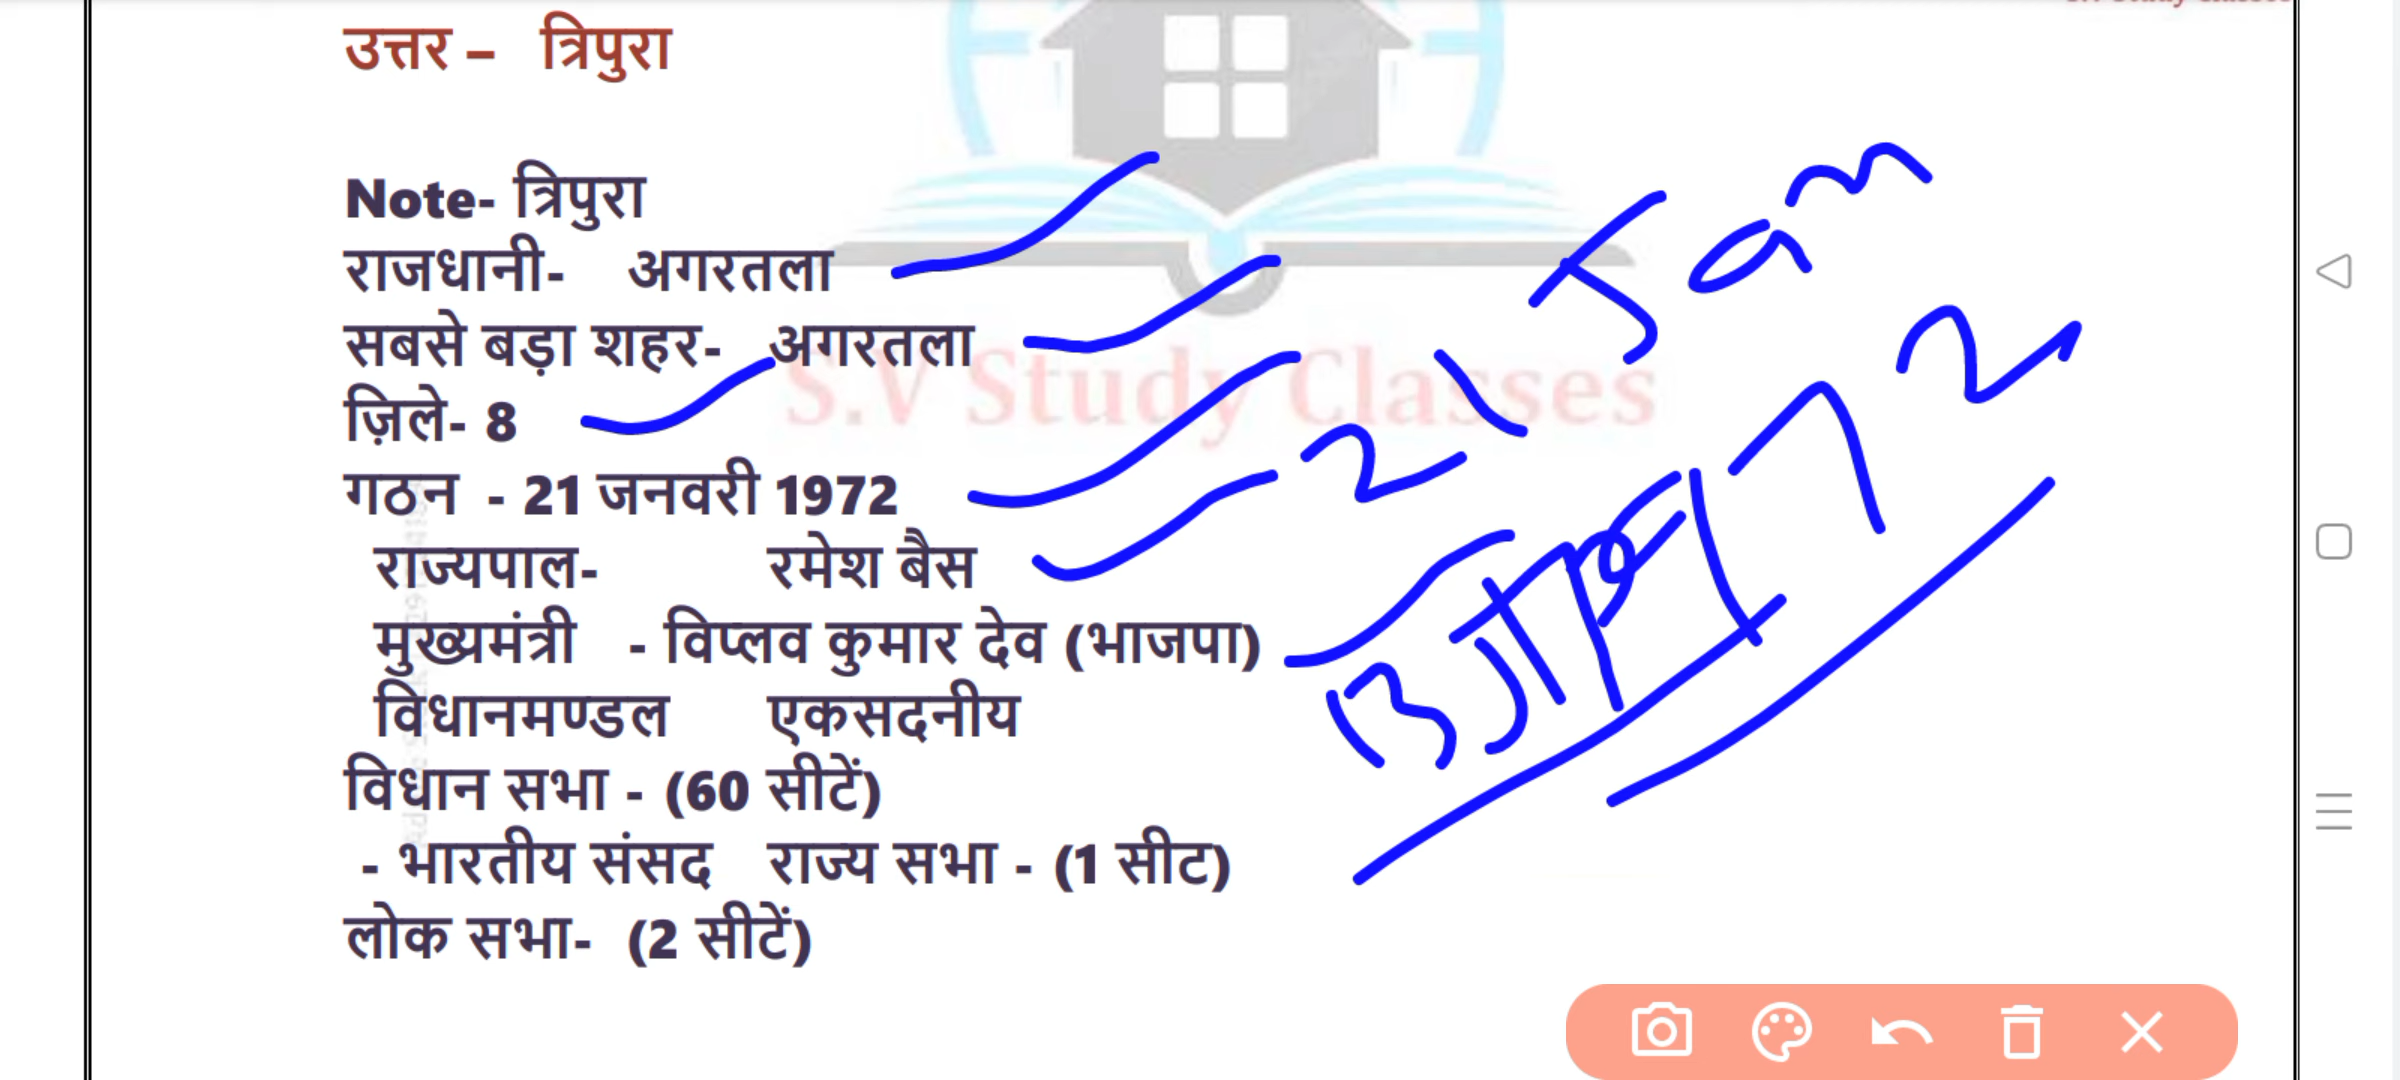 उत्तर – त्रिपुरा
Note- त्रिपुरा
राजधानी- अगरतला
सबसे बड़ा शहर- अगरतला
ज़िले- 8
गठन - 21 जनवरी 1972
राज्यपाल- रमेश बैस
मुख्यमंत्री - विप्लव कुमार देव (भाजपा)
विधानमण्डल एकसदनीय
विधान सभा - (60 सीटें)
- भारतीय संसद राज्य सभा - (1 सीट)
लोक सभा- (2 सीटें)
S.V Study Classes
21 Jan
1972
BJP